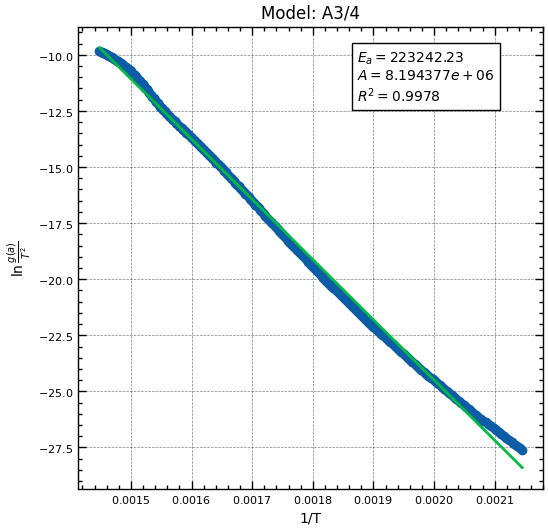 Model: A3/4
E_a = 223242.23
A = 8.194377e + 06
R^2 = 0.9978
−10.0
−12.5
−15.0
−17.5
−20.0
−22.5
−25.0
−27.5
ln g(a)/T^2
0.0015 0.0016 0.0017 0.0018 0.0019 0.0020 0.0021
1/T